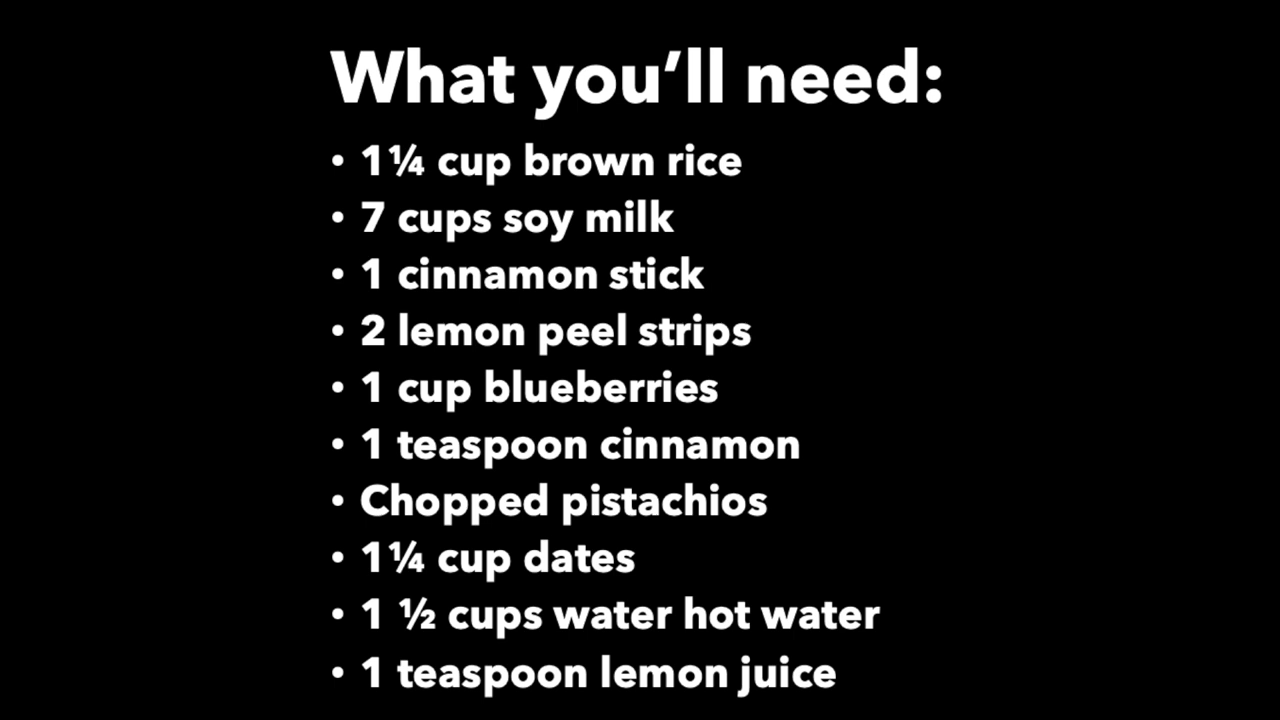 What you’ll need:
• 1¼ cup brown rice
• 7 cups soy milk
• 1 cinnamon stick
• 2 lemon peel strips
• 1 cup blueberries
• 1 teaspoon cinnamon
• Chopped pistachios
• 1¼ cup dates
• 1 ½ cups water hot water
• 1 teaspoon lemon juice